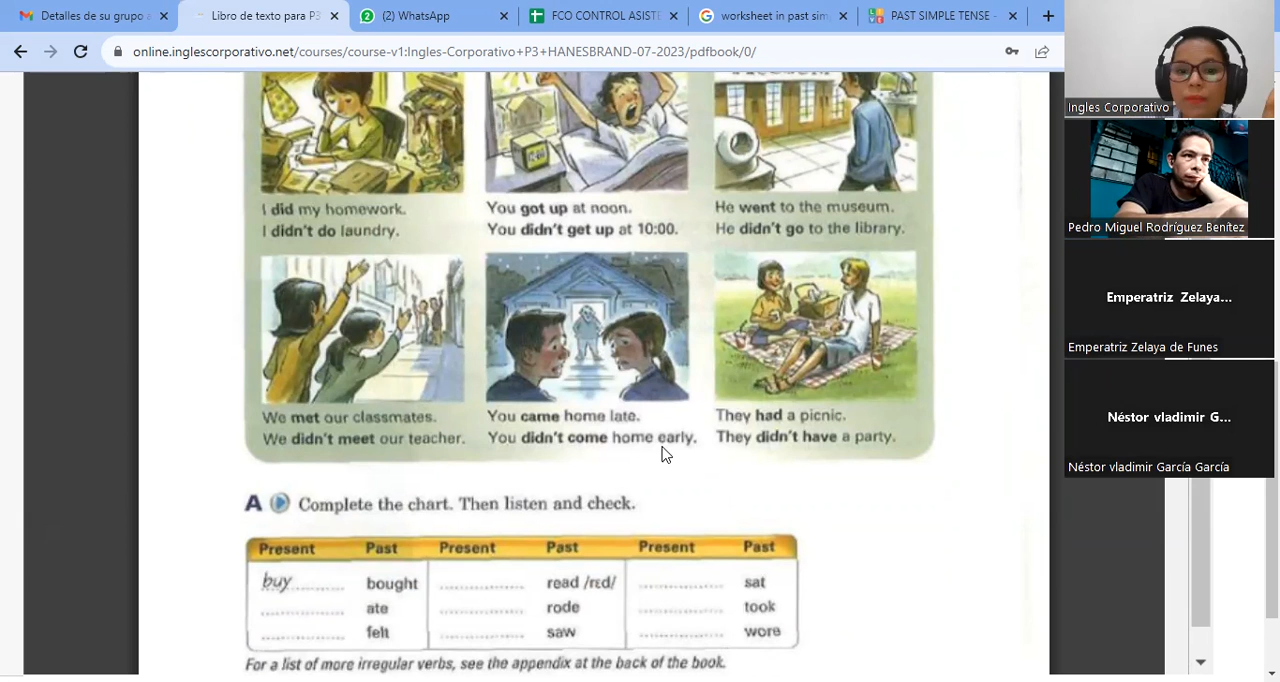 Detalles de su grupo a
Libro de texto para P3
(2) WhatsApp
FCO CONTROL ASISTE
worksheet in past sim
PAST SIMPLE TENSE -
online.inglescorporativo.net/courses/course-v1:Ingles-Corporativo+P3+HANESBRAND-07-2023/pdfbook/0/
Ingles Corporativo
Pedro Miguel Rodríguez Benítez
Emperatriz Zelaya...
Emperatriz Zelaya de Funes
Néstor vladimir G...
Néstor vladimir García García
I did my homework.
I didn't do laundry.
You got up at noon.
You didn't get up at 10:00.
He went to the museum.
He didn't go to the library.
We met our classmates.
We didn't meet our teacher.
You came home late.
You didn't come home early.
They had a picnic.
They didn't have a party.
A Complete the chart. Then listen and check.
Present Past Present Past Present Past
buy bought read /rɛd/ sat
ate rode took
felt saw wore
For a list of more irregular verbs, see the appendix at the back of the book.